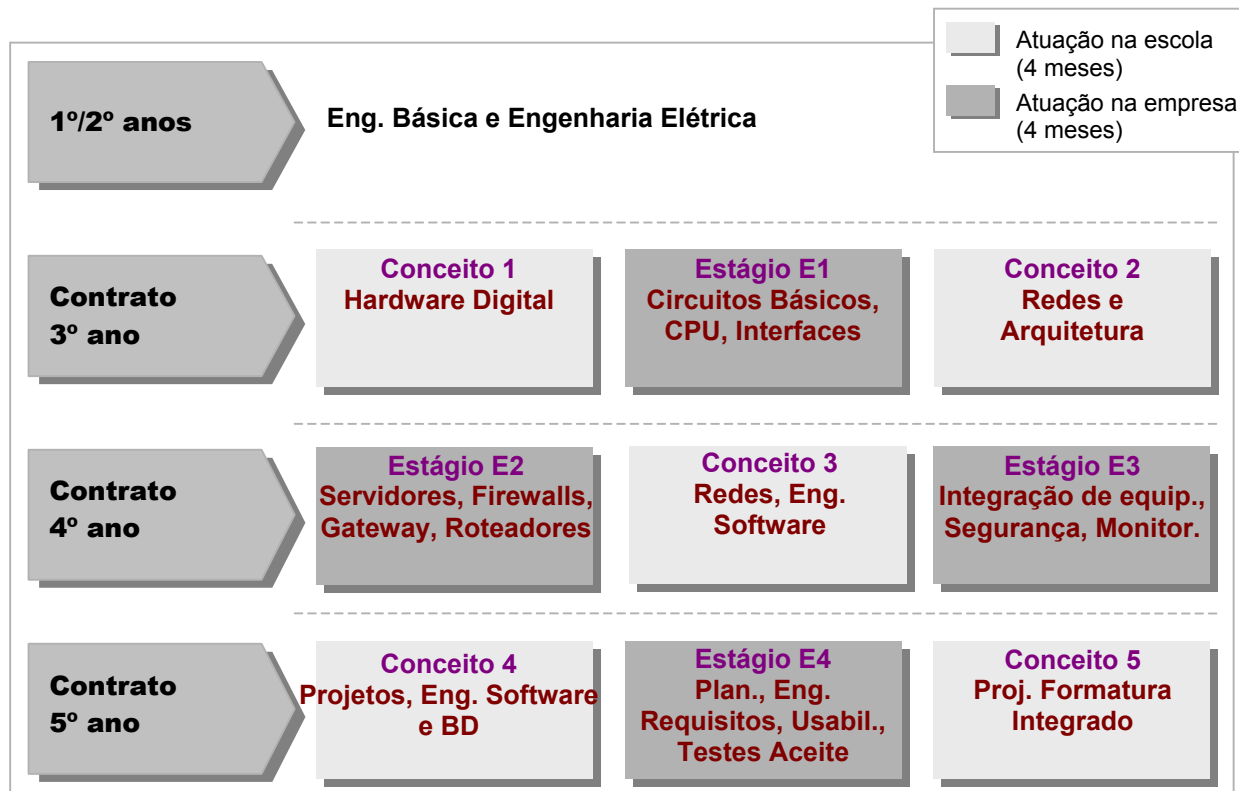 Atuação na escola
(4 meses)
Atuação na empresa
(4 meses)
1º/2º anos
Eng. Básica e Engenharia Elétrica
Contrato
3º ano
Conceito 1
Hardware Digital
Estágio E1
Circuitos Básicos,
CPU, Interfaces
Conceito 2
Redes e
Arquitetura
Contrato
4º ano
Estágio E2
Servidores, Firewalls,
Gateway, Roteadores
Conceito 3
Redes, Eng.
Software
Estágio E3
Integração de equip.,
Segurança, Monitor.
Contrato
5º ano
Conceito 4
Projetos, Eng. Software
e BD
Estágio E4
Plan., Eng.
Requisitos, Usabil.,
Testes Aceite
Conceito 5
Proj. Formatura
Integrado